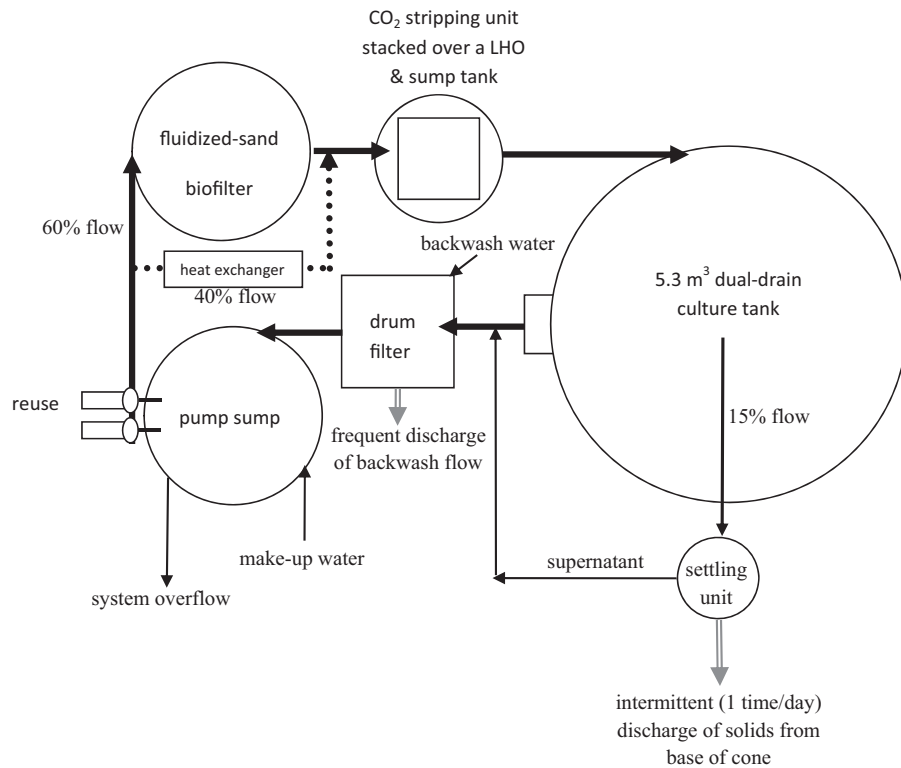 CO₂ stripping unit
stacked over a LHO
& sump tank
fluidized-sand
biofilter
60% flow
heat exchanger
40% flow
backwash water
5.3 m³ dual-drain
culture tank
drum
filter
reuse
pump sump
15% flow
frequent discharge
of backwash flow
make-up water
system overflow
supernatant
settling
unit
intermittent (1 time/day)
discharge of solids from
base of cone